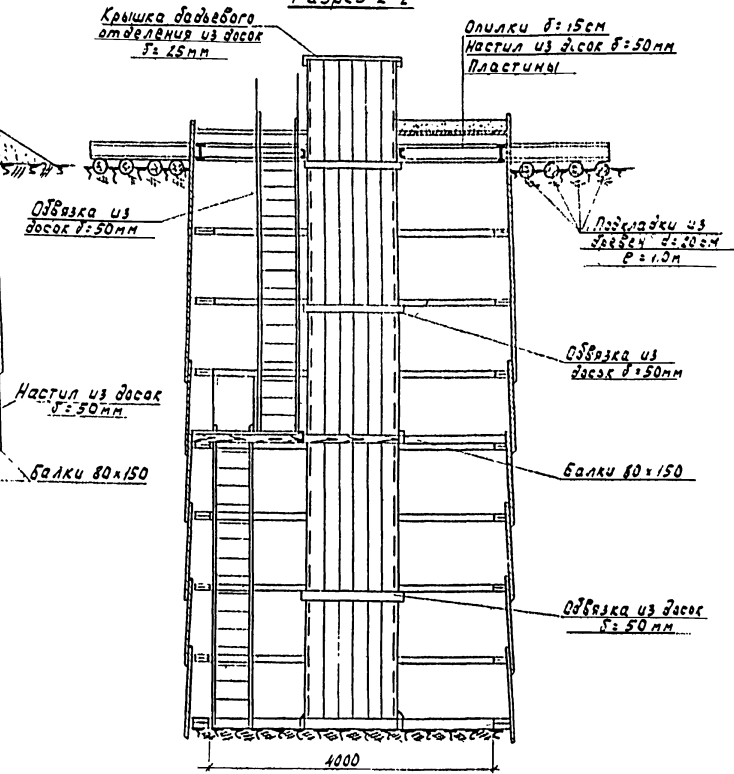 Разрез 2-2
Крышка бадьевого
отделения из досок
δ=25мм
Опилки δ=15см
Настил из досок δ=50мм
Пластины
Обвязка из
досок δ=50мм
Подкладки из
бревен d=20см
ℓ=1.0м
Обвязка из
досок δ=50мм
Настил из досок
δ=50мм
Балки 80×150
Балки 80×150
Обвязка из досок
δ=50мм
4000